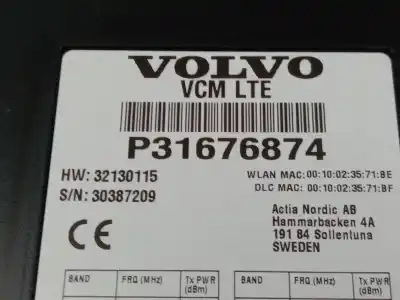 VOLVO
VCM LTE
P31676874
HW: 32130115
S/N: 30387209
WLAN MAC: 00:10:02:35:71:BE
DLC MAC: 00:10:02:35:71:BF
Actia Nordic AB
Hammarbacken 4A
191 84 Sollentuna
SWEDEN
CE
BAND FRQ (MHz) Tx PWR (dBm)
BAND FRQ (MHz) Tx PWR (dBm)